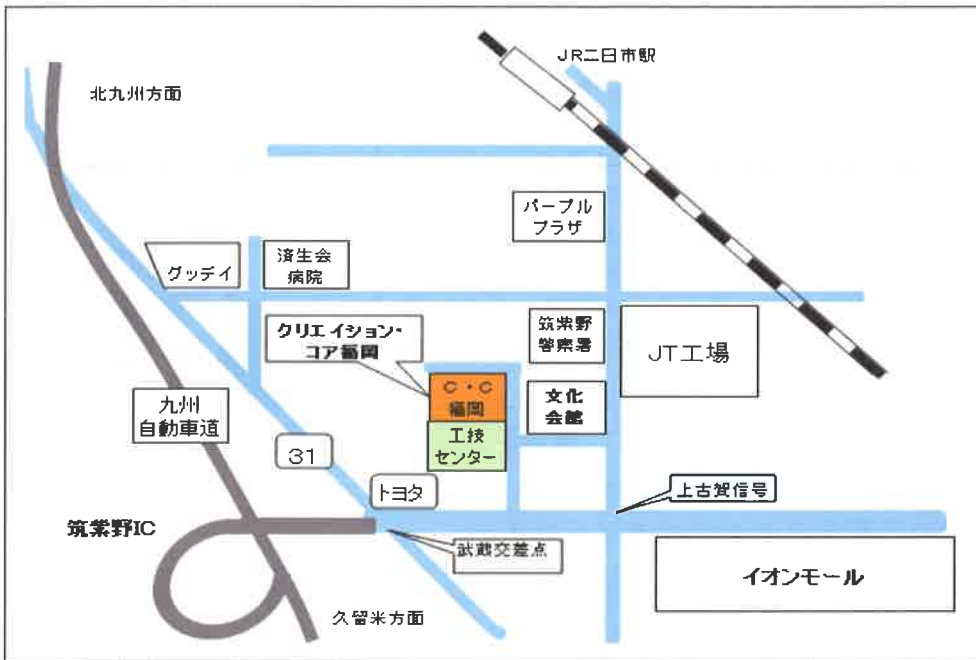 JR二日市駅
北九州方面
パープル
プラザ
グッデイ
済生会
病院
クリエイション・
コア福岡
筑紫野
警察署
JT工場
C・C
福岡
文化
会館
九州
自動車道
工技
センター
31
トヨタ
上古賀信号
筑紫野IC
武蔵交差点
イオンモール
久留米方面